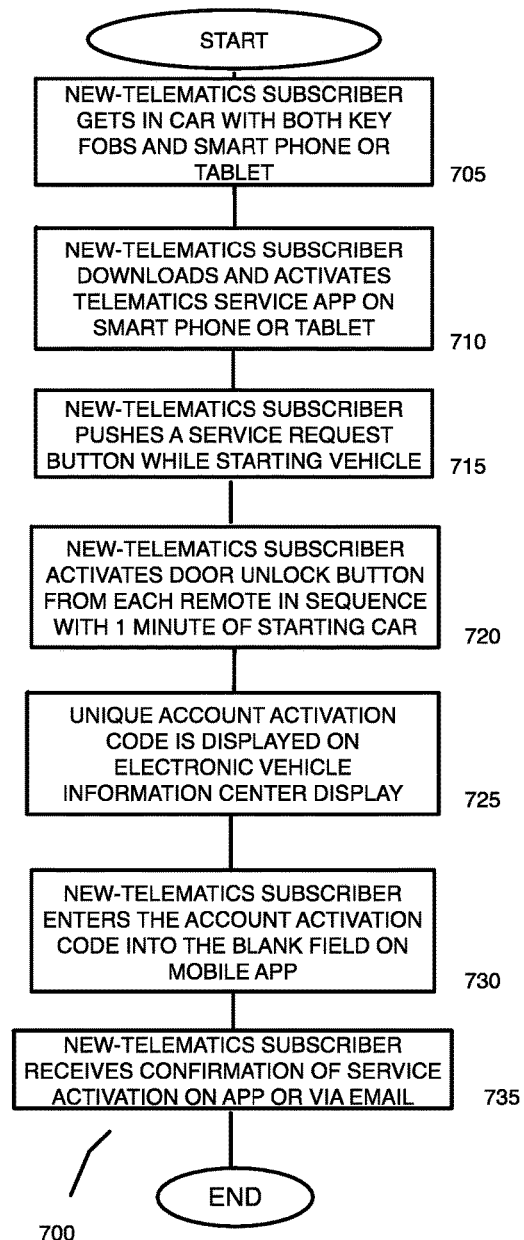 START
NEW-TELEMATICS SUBSCRIBER
GETS IN CAR WITH BOTH KEY
FOBS AND SMART PHONE OR
TABLET
705
NEW-TELEMATICS SUBSCRIBER
DOWNLOADS AND ACTIVATES
TELEMATICS SERVICE APP ON
SMART PHONE OR TABLET
710
NEW-TELEMATICS SUBSCRIBER
PUSHES A SERVICE REQUEST
BUTTON WHILE STARTING VEHICLE
715
NEW-TELEMATICS SUBSCRIBER
ACTIVATES DOOR UNLOCK BUTTON
FROM EACH REMOTE IN SEQUENCE
WITH 1 MINUTE OF STARTING CAR
720
UNIQUE ACCOUNT ACTIVATION
CODE IS DISPLAYED ON
ELECTRONIC VEHICLE
INFORMATION CENTER DISPLAY
725
NEW-TELEMATICS SUBSCRIBER
ENTERS THE ACCOUNT ACTIVATION
CODE INTO THE BLANK FIELD ON
MOBILE APP
730
NEW-TELEMATICS SUBSCRIBER
RECEIVES CONFIRMATION OF SERVICE
ACTIVATION ON APP OR VIA EMAIL
735
END
700